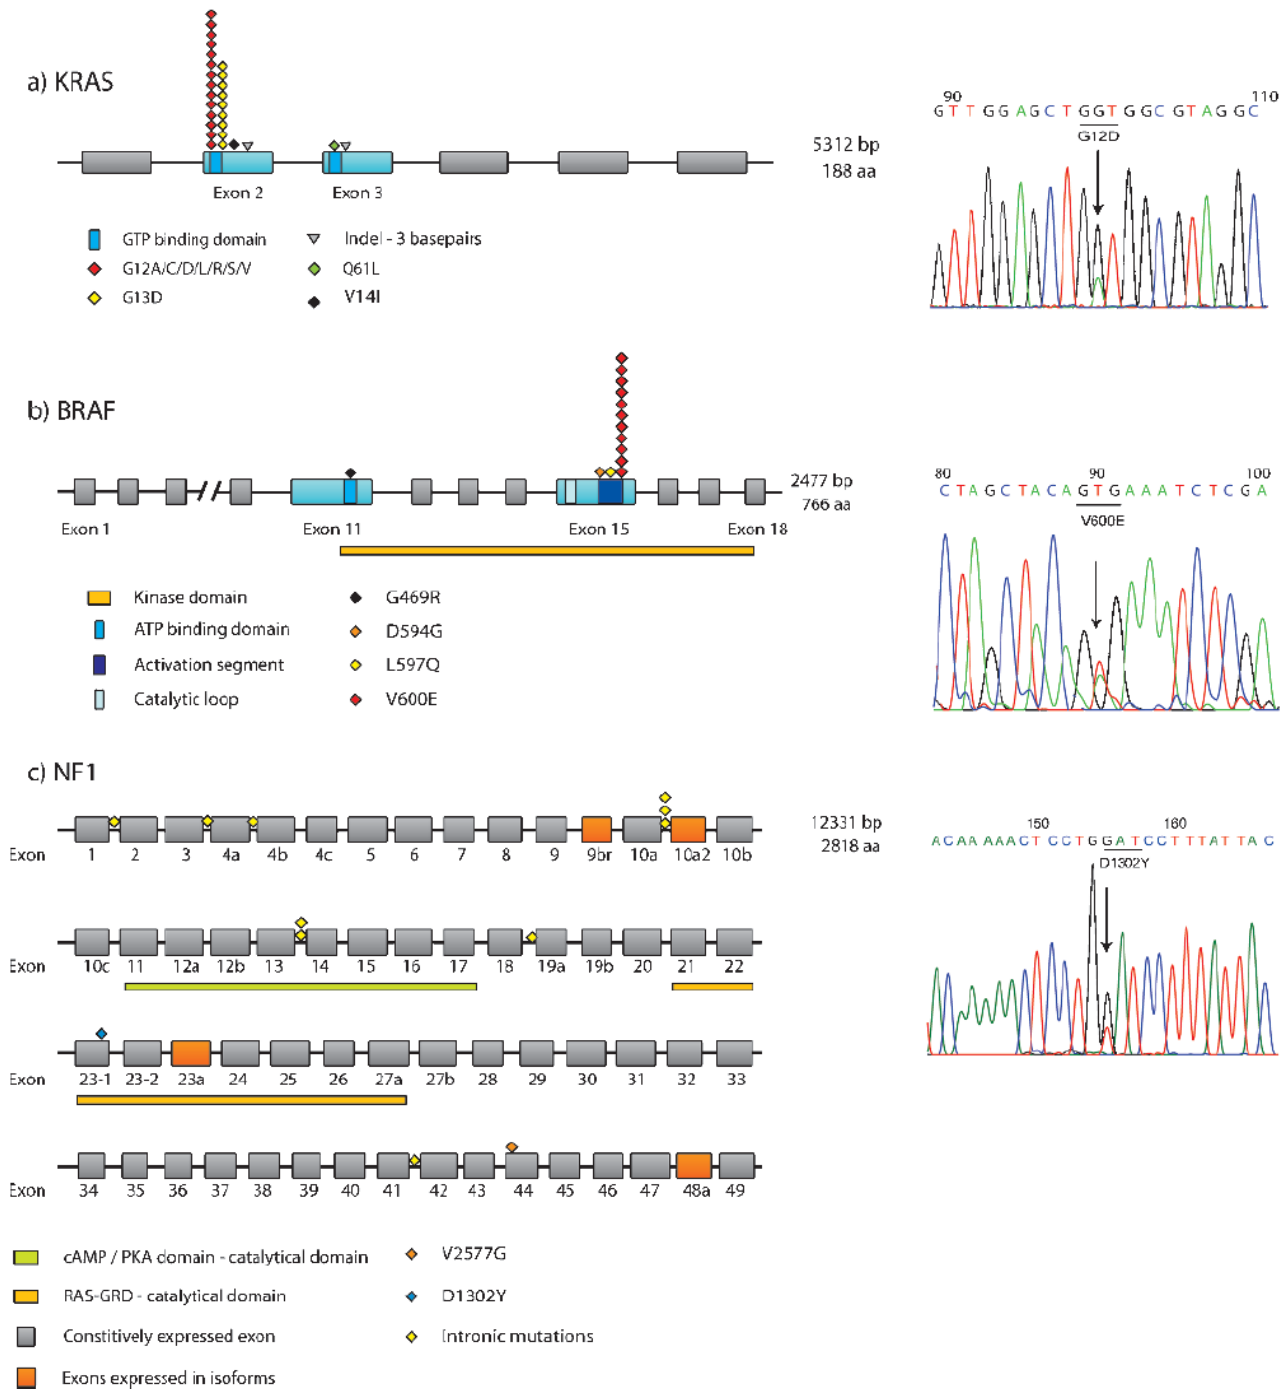 a) KRAS
90 110
G T T G G A G C T G G T G G C G T A G G C
G12D
5312 bp
188 aa
Exon 2 Exon 3
GTP binding domain Indel - 3 basepairs
G12A/C/D/L/R/S/V Q61L
G13D V14I
b) BRAF
80 90 100
C T A G C T A C A G T G A A A T C T C G A
V600E
2477 bp
766 aa
Exon 1 Exon 11 Exon 15 Exon 18
Kinase domain G469R
ATP binding domain D594G
Activation segment L597Q
Catalytic loop V600E
c) NF1
12331 bp
2818 aa
150 160
A C A A A A A C T C C T G G A T C C T T T A T T A C
D1302Y
Exon 1 2 3 4a 4b 4c 5 6 7 8 9 9br 10a 10a2 10b
Exon 10c 11 12a 12b 13 14 15 16 17 18 19a 19b 20 21 22
Exon 23-1 23-2 23a 24 25 26 27a 27b 28 29 30 31 32 33
Exon 34 35 36 37 38 39 40 41 42 43 44 45 46 47 48a 49
cAMP / PKA domain - catalytical domain V2577G
RAS-GRD - catalytical domain D1302Y
Constitively expressed exon Intronic mutations
Exons expressed in isoforms